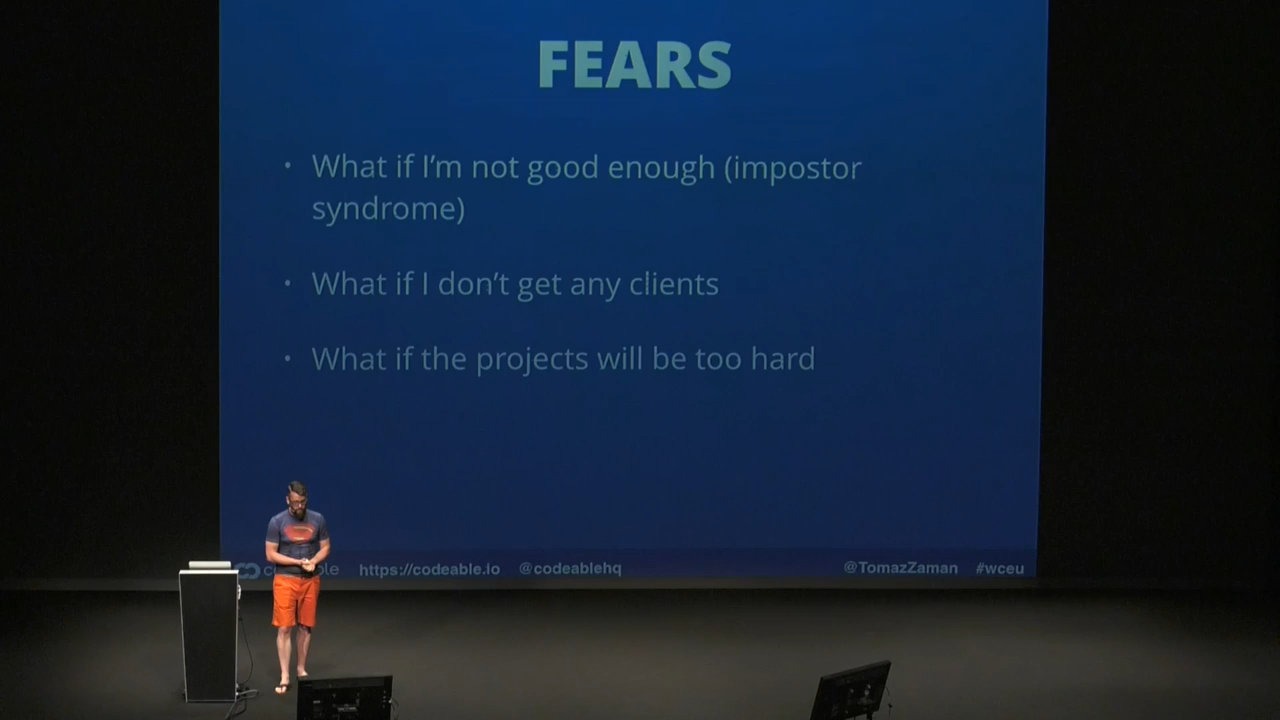 FEARS
• What if I'm not good enough (impostor
syndrome)
• What if I don't get any clients
• What if the projects will be too hard
https://codeable.io @codeablehq @TomazZaman #wceu